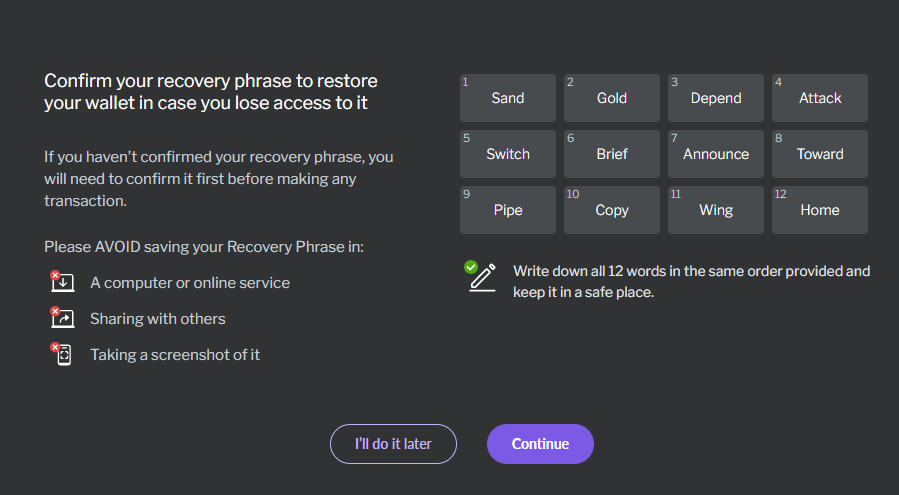 Confirm your recovery phrase to restore
your wallet in case you lose access to it
If you haven't confirmed your recovery phrase, you
will need to confirm it first before making any
transaction.
Please AVOID saving your Recovery Phrase in:
A computer or online service
Sharing with others
Taking a screenshot of it
1 Sand 2 Gold 3 Depend 4 Attack
5 Switch 6 Brief 7 Announce 8 Toward
9 Pipe 10 Copy 11 Wing 12 Home
Write down all 12 words in the same order provided and
keep it in a safe place.
I'll do it later Continue